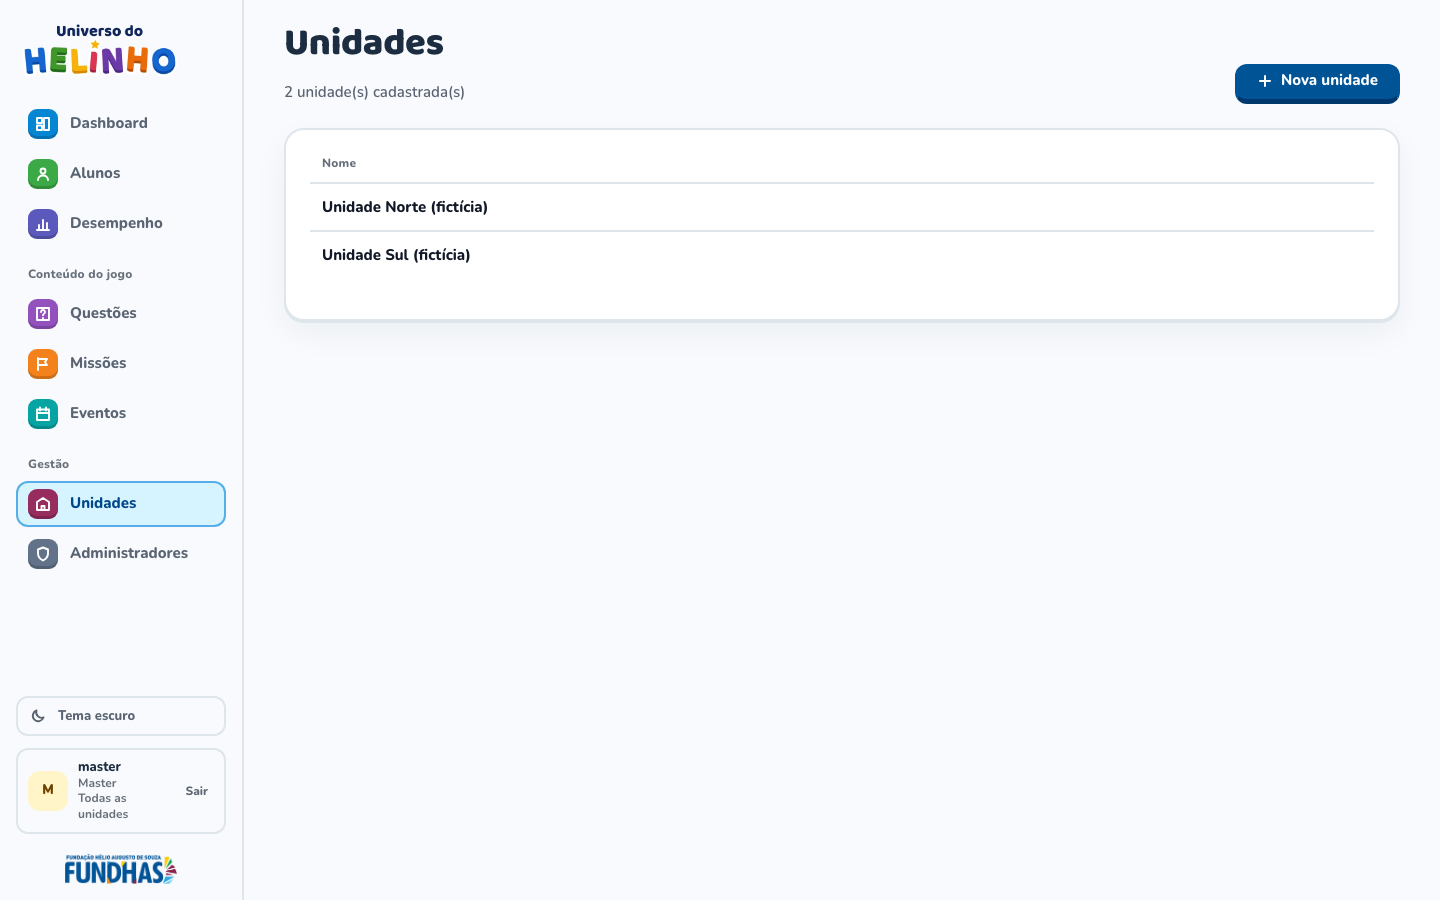 Universo do
HELINHO
Dashboard
Alunos
Desempenho
Conteúdo do jogo
Questões
Missões
Eventos
Gestão
Unidades
Administradores
Tema escuro
M
master
Master
Todas as
unidades
Sair
FUNDAÇÃO HÉLIO AUGUSTO DE SOUZA
FUNDHAS
Unidades
2 unidade(s) cadastrada(s)
Nova unidade
Nome
Unidade Norte (fictícia)
Unidade Sul (fictícia)